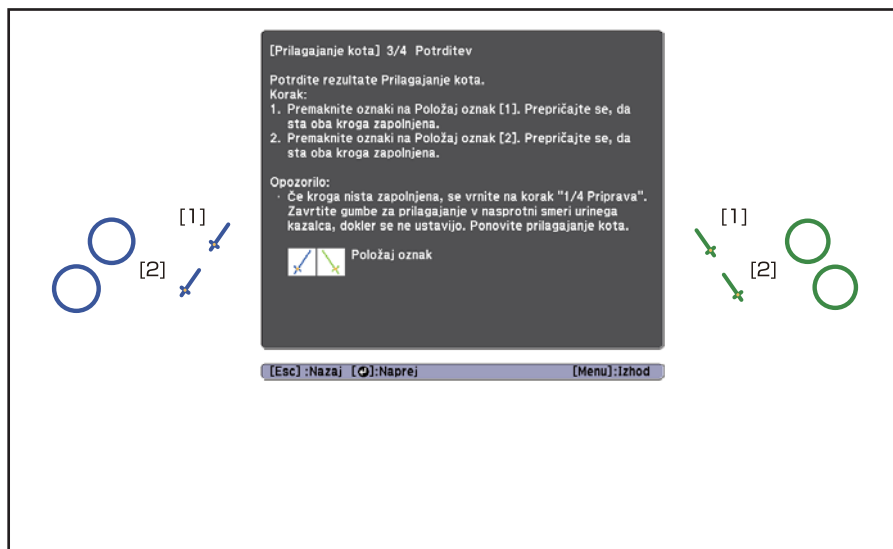 [Prilagajanje kota] 3/4 Potrditev
Potrdite rezultate Prilagajanje kota.
Korak:
1. Premaknite oznaki na Položaj oznak [1]. Prepričajte se, da
sta oba kroga zapolnjena.
2. Premaknite oznaki na Položaj oznak [2]. Prepričajte se, da
sta oba kroga zapolnjena.
Opozorilo:
· Če kroga nista zapolnjena, se vrnite na korak "1/4 Priprava".
Zavrtite gumbe za prilagajanje v nasprotni smeri urinega
kazalca, dokler se ne ustavijo. Ponovite prilagajanje kota.
Položaj oznak
[1]
[2]
[1]
[2]
[Esc] :Nazaj [⏎]:Naprej [Menu]:Izhod